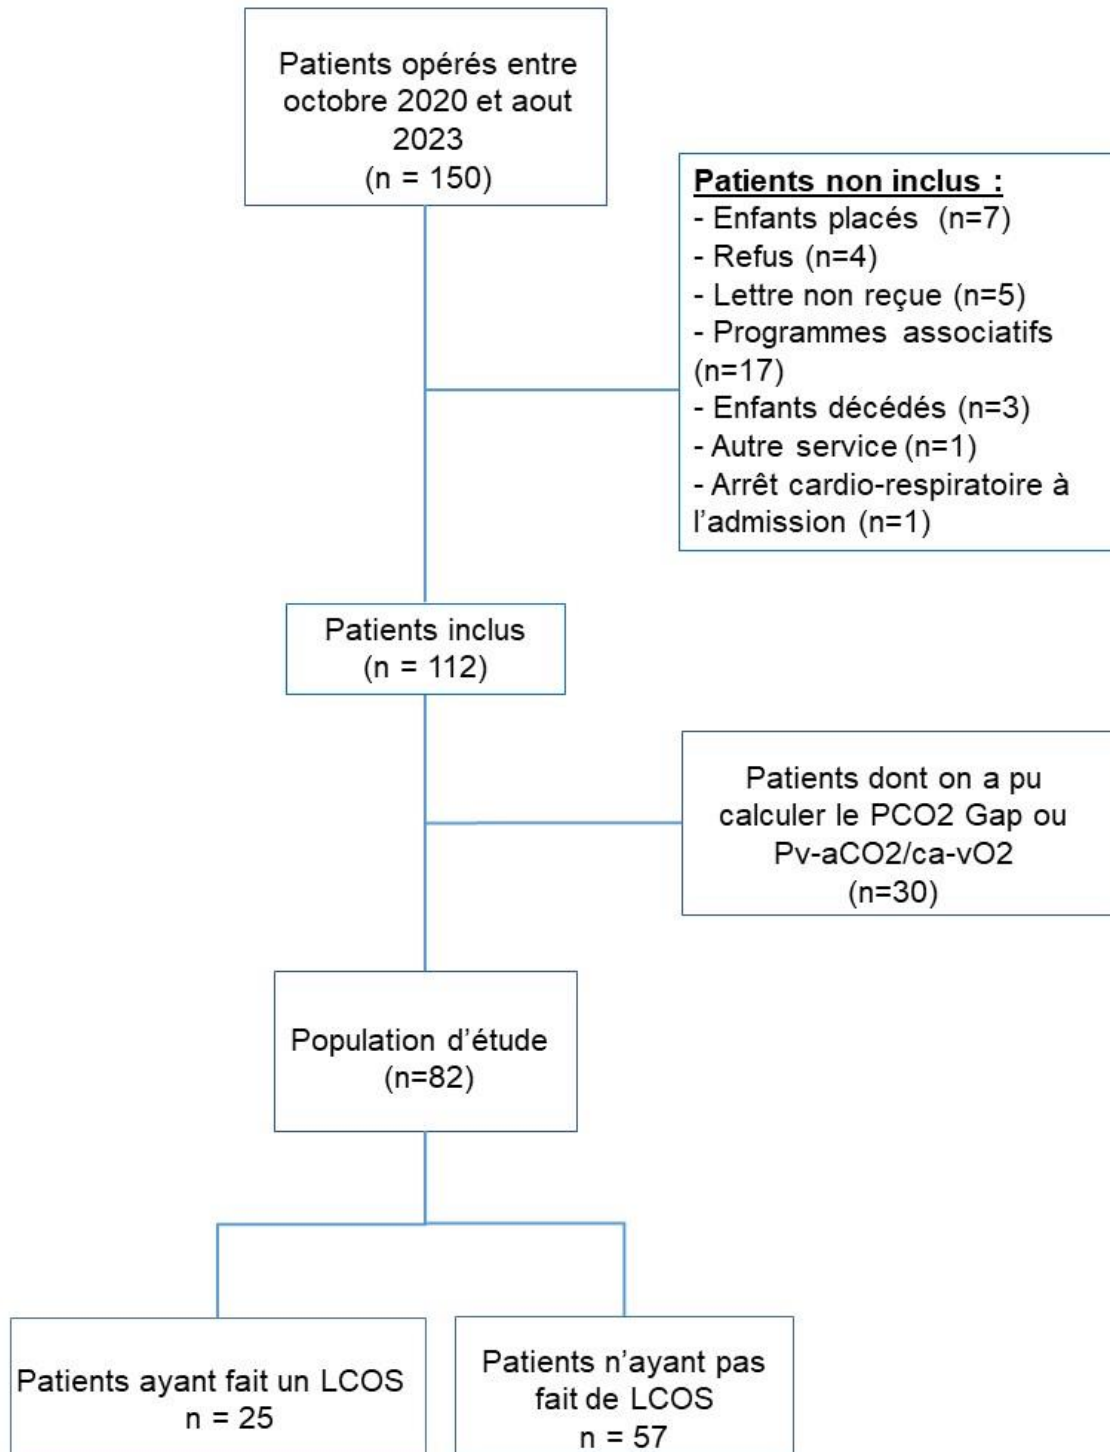 Patients opérés entre
octobre 2020 et aout
2023
(n = 150)
Patients non inclus :
- Enfants placés (n=7)
- Refus (n=4)
- Lettre non reçue (n=5)
- Programmes associatifs
(n=17)
- Enfants décédés (n=3)
- Autre service (n=1)
- Arrêt cardio-respiratoire à
l'admission (n=1)
Patients inclus
(n = 112)
Patients dont on a pu
calculer le PCO2 Gap ou
Pv-aCO2/ca-vO2
(n=30)
Population d'étude
(n=82)
Patients ayant fait un LCOS
n = 25
Patients n'ayant pas
fait de LCOS
n = 57